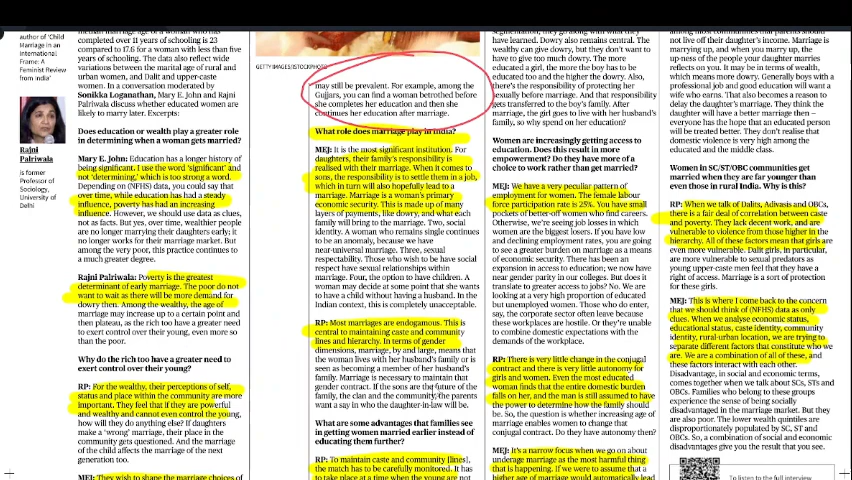 author of 'Child
Marriage in an
International
Frame: A
Feminist Review
from India'
Rajni
Palriwala
is former
Professor of
Sociology,
University of
Delhi
completed over 11 years of schooling is 23
compared to 17.6 for a woman with less than five
years of schooling. The data also reflect wide
variations between the marital age of rural and
urban women, and Dalit and upper-caste
women. In a conversation moderated by
Sonikka Loganathan, Mary E. John and Rajni
Palriwala discuss whether educated women are
likely to marry later. Excerpts:
Does education or wealth play a greater role
in determining when a woman gets married?
Mary E. John: Education has a longer history of
being significant. I use the word 'significant' and
not 'determining,' which is too strong a word.
Depending on (NFHS) data, you could say that
over time, while education has had a steady
influence, poverty has had an increasing
influence. However, we should use data as clues,
not as facts. But yes, over time, wealthier people
are no longer marrying their daughters early; it
no longer works for their marriage market. But
among the very poor, this practice continues to
a much greater degree.
Rajni Palriwala: Poverty is the greatest
determinant of early marriage. The poor do not
want to wait as there will be more demand for
dowry then. Among the wealthy, the age of
marriage may increase up to a certain point and
then plateau, as the rich too have a greater need
to exert control over their young, even more so
than the poor.
Why do the rich too have a greater need to
exert control over their young?
RP: For the wealthy, their perceptions of self,
status and place within the community are more
important. They feel that if they are powerful
and wealthy and cannot even control the young,
how will they do anything else? If daughters
make a 'wrong' marriage, their place in the
community gets questioned. And the marriage
of the child affects the marriage of the next
generation too.
MEJ: They wish to shape the marriage choices of
GETTY IMAGES/ISTOCKPHOTO
may still be prevalent. For example, among the
Gujjars, you can find a woman betrothed before
she completes her education and then she
continues her education after marriage.
What role does marriage play in India?
MEJ: It is the most significant institution. For
daughters, their family's responsibility is
realised with their marriage. When it comes to
sons, the responsibility is to settle them in a job,
which in turn will also hopefully lead to a
marriage. Marriage is a woman's primary
economic security. This is made up of many
layers of payments, like dowry, and what each
family will bring to the marriage. Two, social
identity. A woman who remains single continues
to be an anomaly, because we have
near-universal marriage. Three, sexual
respectability. Those who wish to be have social
respect have sexual relationships within
marriage. Four, the option to have children. A
woman may decide at some point that she wants
to have a child without having a husband. In the
Indian context, this is completely unacceptable.
RP: Most marriages are endogamous. This is
central to maintaining caste and community
lines and hierarchy. In terms of gender
dimensions, marriage, by and large, means that
the woman lives with her husband's family or is
seen as becoming a member of her husband's
family. Marriage is necessary to maintain that
gender contract. If the sons are the future of the
family, the clan and the community, the parents
want a say in who the daughter-in-law will be.
What are some advantages that families see
in getting women married earlier instead of
educating them further?
RP: To maintain caste and community [lines],
the match has to be carefully monitored. It has
to take place at a time when the young are not
have learned. Dowry also remains central. The
wealthy can give dowry, but they don't want to
have to give too much dowry. The more
educated a girl, the more the boy has to be
educated too and the higher the dowry. Also,
there's the responsibility of protecting her
sexually before marriage. And that responsibility
gets transferred to the boy's family. After
marriage, the girl goes to live with her husband's
family, so why spend on her education?
Women are increasingly getting access to
education. Does this result in more
empowerment? Do they have more of a
choice to work rather than get married?
MEJ: We have a very peculiar pattern of
employment for women. The female labour
force participation rate is 25%. You have small
pockets of better-off women who find careers.
Otherwise, we're seeing job losses in which
women are the biggest losers. If you have low
and declining employment rates, you are going
to see a greater burden on marriage as a means
of economic security. There has been an
expansion in access to education; we now have
near gender parity in our colleges. But does it
translate to greater access to jobs? No. We are
looking at a very high proportion of educated
but unemployed women. Those who do enter,
say, the corporate sector often leave because
these workplaces are hostile. Or they're unable
to combine domestic expectations with the
demands of the workplace.
RP: There is very little change in the conjugal
contract and there is very little autonomy for
girls and women. Even the most educated
woman finds that the entire domestic burden
falls on her, and the man is still assumed to have
the power to determine how the family should
be. So, the question is whether increasing age of
marriage enables women to change that
conjugal contract. Do they have autonomy then?
MEJ: It's a narrow focus when we go on about
underage marriage as the most harmful thing
that is happening. If we were to assume that a
higher age of marriage would automatically lead
not live off their daughter's income. Marriage is
marrying up, and when you marry up, the
up-ness of the people your daughter marries
reflects on you. It may be in terms of wealth,
which means more dowry. Generally boys with a
professional job and good education will want a
wife who earns. That also becomes a reason to
delay the daughter's marriage. They think the
daughter will have a better marriage then –
everyone has the hope that an educated person
will be treated better. They don't realise that
domestic violence is very high among the
educated and the middle class.
Women in SC/ST/OBC communities get
married when they are far younger than
even those in rural India. Why is this?
RP: When we talk of Dalits, Adivasis and OBCs,
there is a fair deal of correlation between caste
and poverty. They lack decent work, and are
vulnerable to violence from those higher in the
hierarchy. All of these factors mean that girls are
even more vulnerable. Dalit girls, in particular,
are more vulnerable to sexual predators as
young upper-caste men feel that they have a
right of access. Marriage is a sort of protection
for these girls.
MEJ: This is where I come back to the concern
that we should think of (NFHS) data as only
clues. When we analyse economic status,
educational status, caste identity, community
identity, rural-urban location, we are trying to
separate different factors that constitute who we
are. We are a combination of all of these, and
these factors interact with each other.
Disadvantage, in social and economic terms,
comes together when we talk about SCs, STs and
OBCs. Families who belong to these groups
experience the sense of being socially
disadvantaged in the marriage market. But they
are also poor. The lower wealth quintiles are
disproportionately populated by SC, ST and
OBCs. So, a combination of social and economic
disadvantage gives you the results you see.
To listen to the full interview